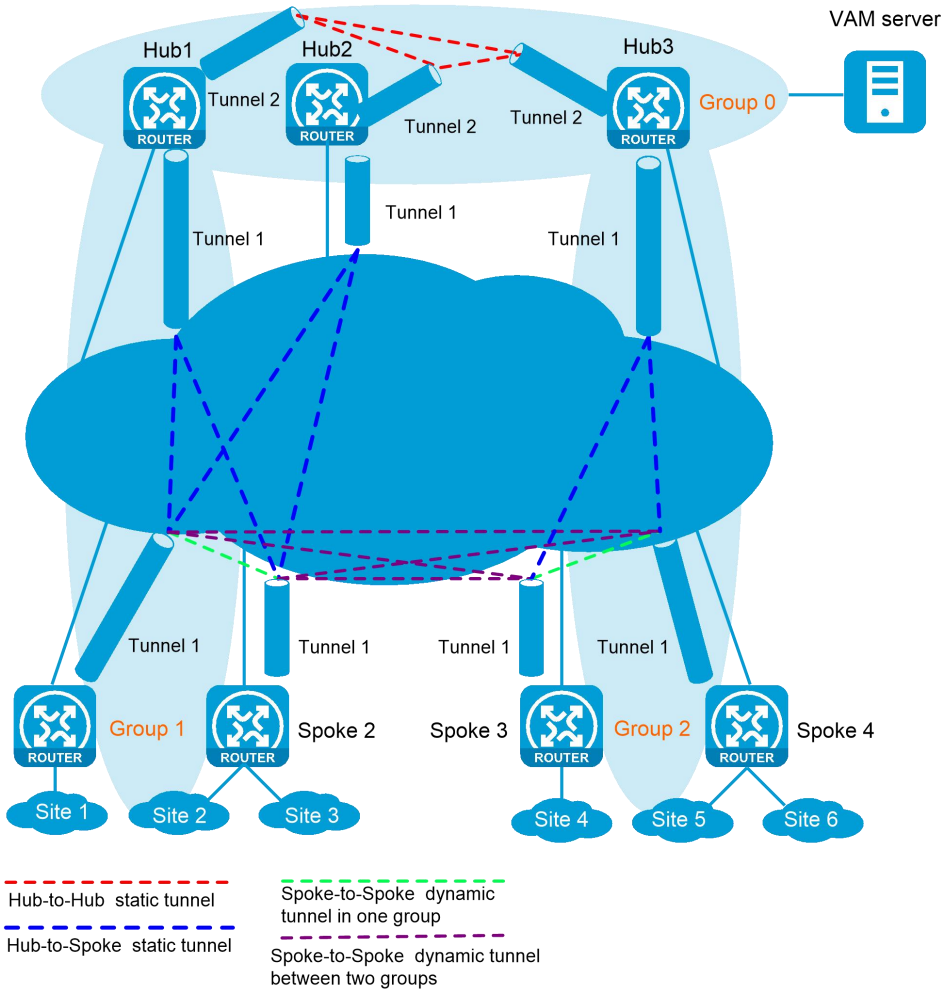 VAM server
Hub1
Hub2
Hub3
Group 0
Tunnel 2
Tunnel 2
Tunnel 2
ROUTER
ROUTER
ROUTER
Tunnel 1
Tunnel 1
Tunnel 1
Tunnel 1
Tunnel 1
Tunnel 1
Tunnel 1
Group 1
Spoke 2
Spoke 3
Group 2
Spoke 4
ROUTER
ROUTER
ROUTER
ROUTER
Site 1
Site 2
Site 3
Site 4
Site 5
Site 6
Hub-to-Hub static tunnel
Hub-to-Spoke static tunnel
Spoke-to-Spoke dynamic
tunnel in one group
Spoke-to-Spoke dynamic tunnel
between two groups